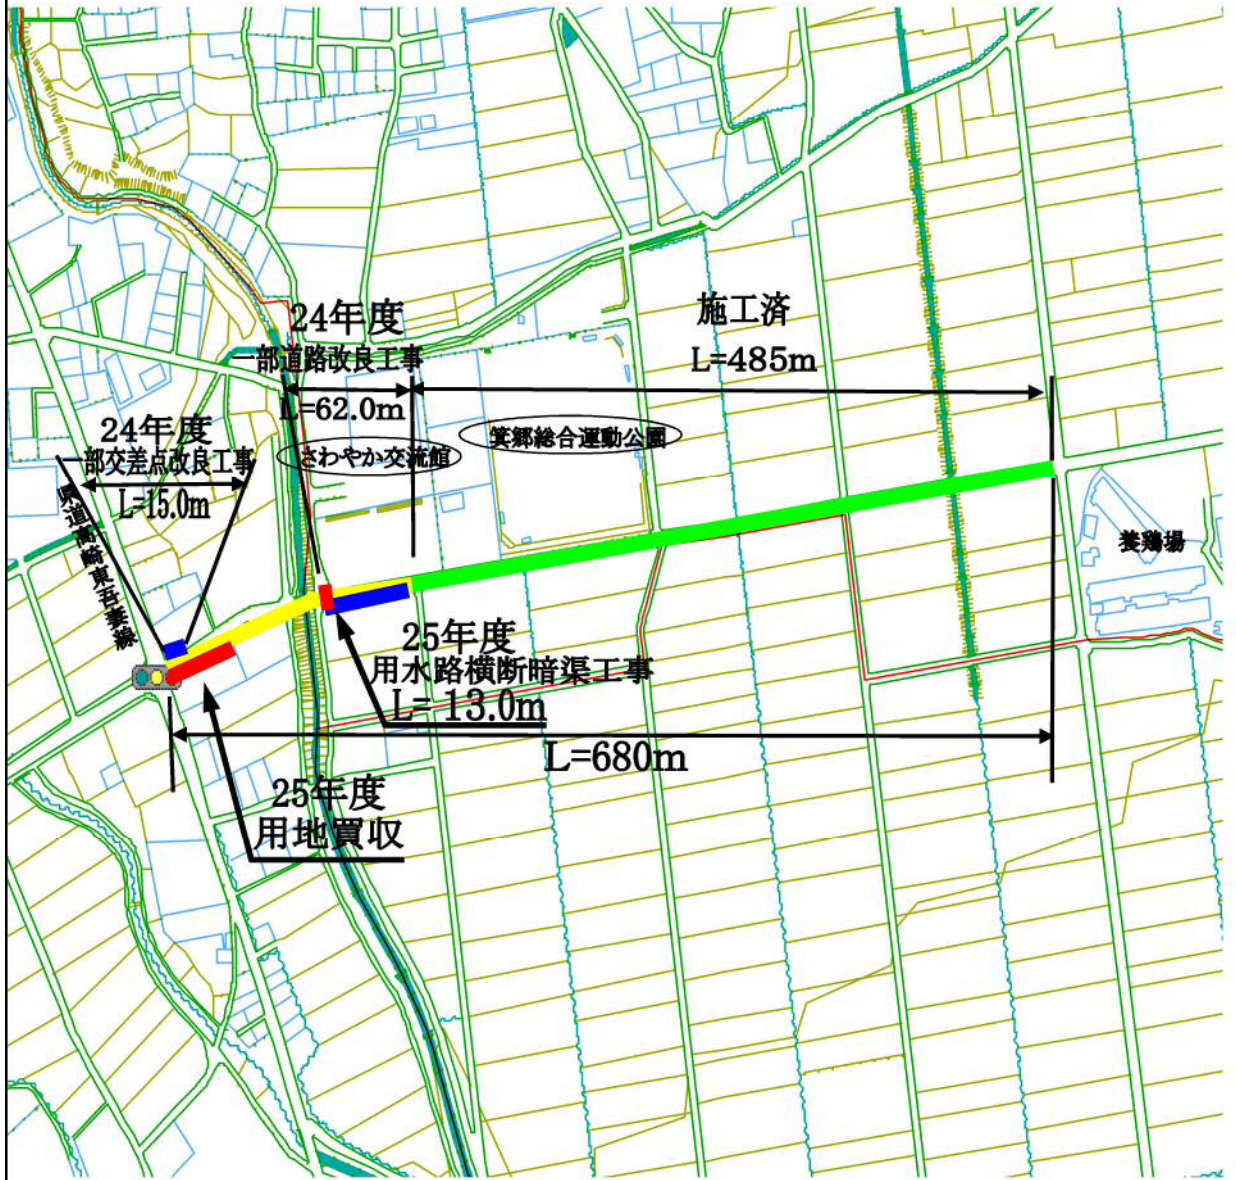 施工済
L=485m
24年度
一部道路改良工事
L=62.0m
24年度
一部交差点改良工事
L=15.0m
さわやか交流館
箕郷総合運動公園
県道高崎東吾妻線
養鶏場
25年度
用水路横断暗渠工事
L= 13.0m
L=680m
25年度
用地買収